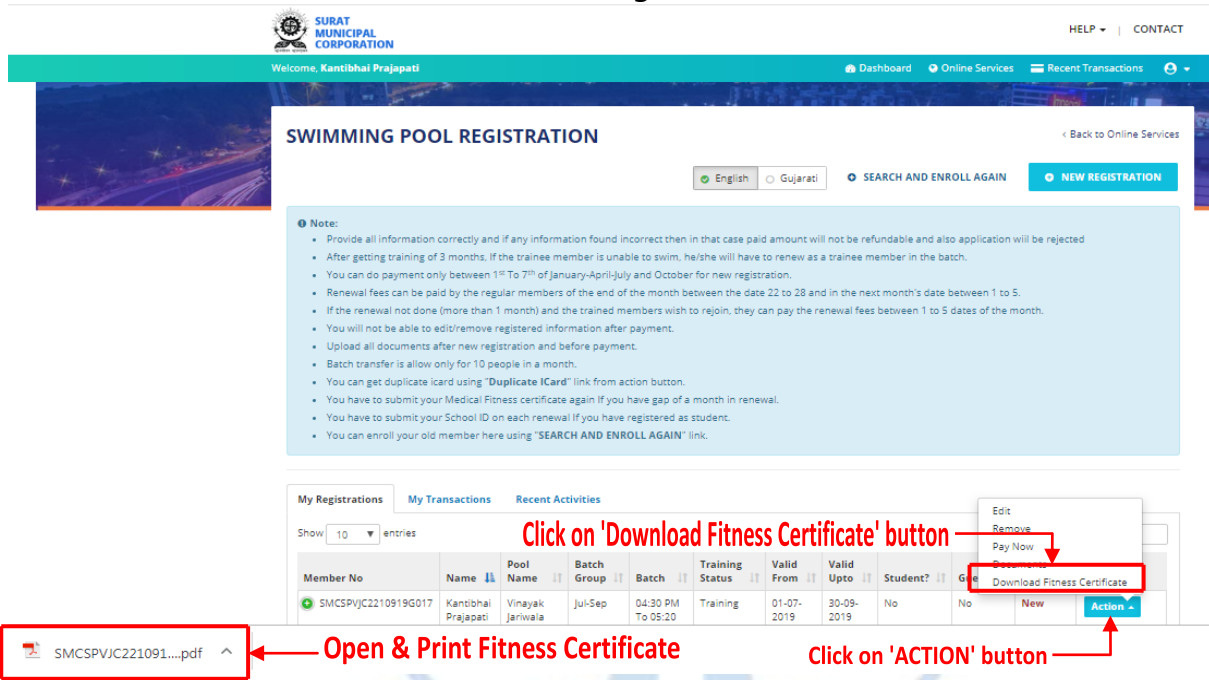 SURAT
MUNICIPAL
CORPORATION
HELP | CONTACT
Welcome, Kantibhai Prajapati
Dashboard Online Services Recent Transactions
SWIMMING POOL REGISTRATION
< Back to Online Services
English Gujarati SEARCH AND ENROLL AGAIN NEW REGISTRATION
Note:
• Provide all information correctly and if any information found incorrect then in that case paid amount will not be refundable and also application will be rejected
• After getting training of 3 months, If the trainee member is unable to swim, he/she will have to renew as a trainee member in the batch.
• You can do payment only between 1st To 7th of January-April-July and October for new registration.
• Renewal fees can be paid by the regular members of the end of the month between the date 22 to 28 and in the next month's date between 1 to 5.
• If the renewal not done (more than 1 month) and the trained members wish to rejoin, they can pay the renewal fees between 1 to 5 dates of the month.
• You will not be able to edit/remove registered information after payment.
• Upload all documents after new registration and before payment.
• Batch transfer is allow only for 10 people in a month.
• You can get duplicate icard using "Duplicate ICard" link from action button.
• You have to submit your Medical Fitness certificate again If you have gap of a month in renewal.
• You have to submit your School ID on each renewal If you have registered as student.
• You can enroll your old member here using "SEARCH AND ENROLL AGAIN" link.
My Registrations My Transactions Recent Activities
Edit
Show 10 entries
Click on 'Download Fitness Certificate' button
Remove
Pay Now
Documents
Download Fitness Certificate
Member No Name Pool Name Batch Group Batch Training Status Valid From Valid Upto Student?
SMCSPVJC2210919G017 Kantibhai Vinayak Jul-Sep 04:30 PM Training 01-07- 30-09- No No New Action
Prajapati Jariwala To 05:20 2019 2019
SMCSPVJC221091....pdf
Open & Print Fitness Certificate
Click on 'ACTION' button